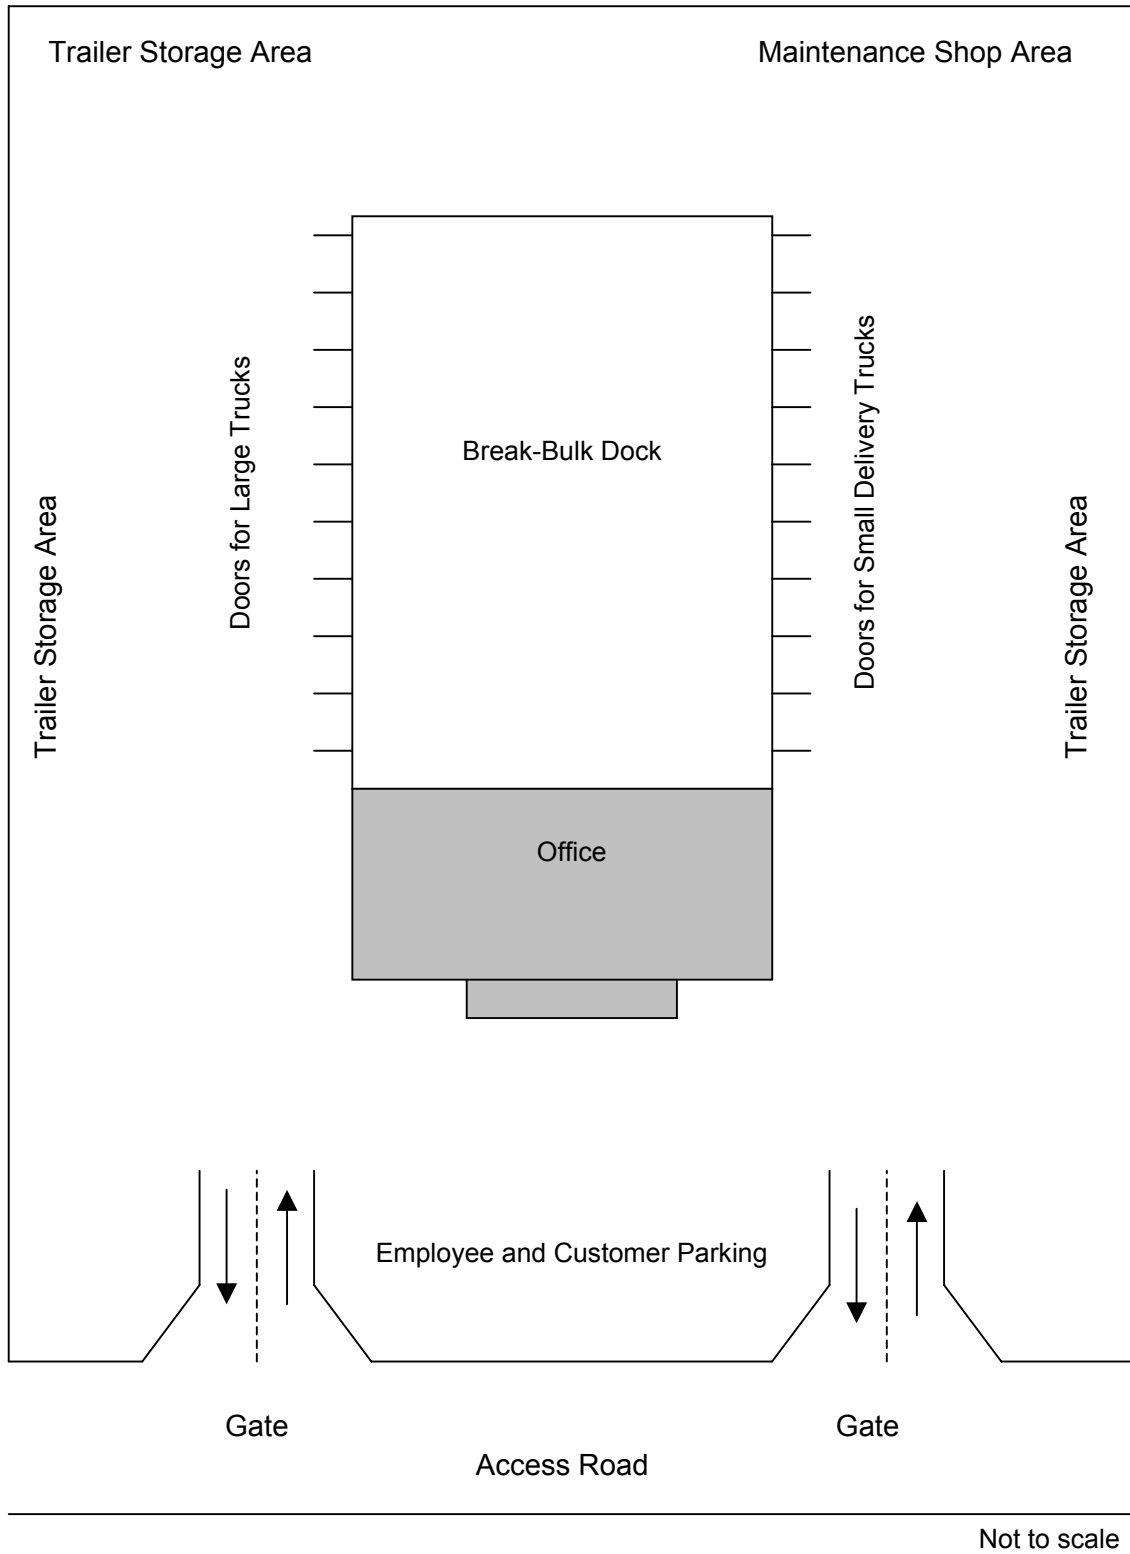 Trailer Storage Area
Maintenance Shop Area
Doors for Large Trucks
Break-Bulk Dock
Doors for Small Delivery Trucks
Trailer Storage Area
Trailer Storage Area
Office
Employee and Customer Parking
Gate
Gate
Access Road
Not to scale